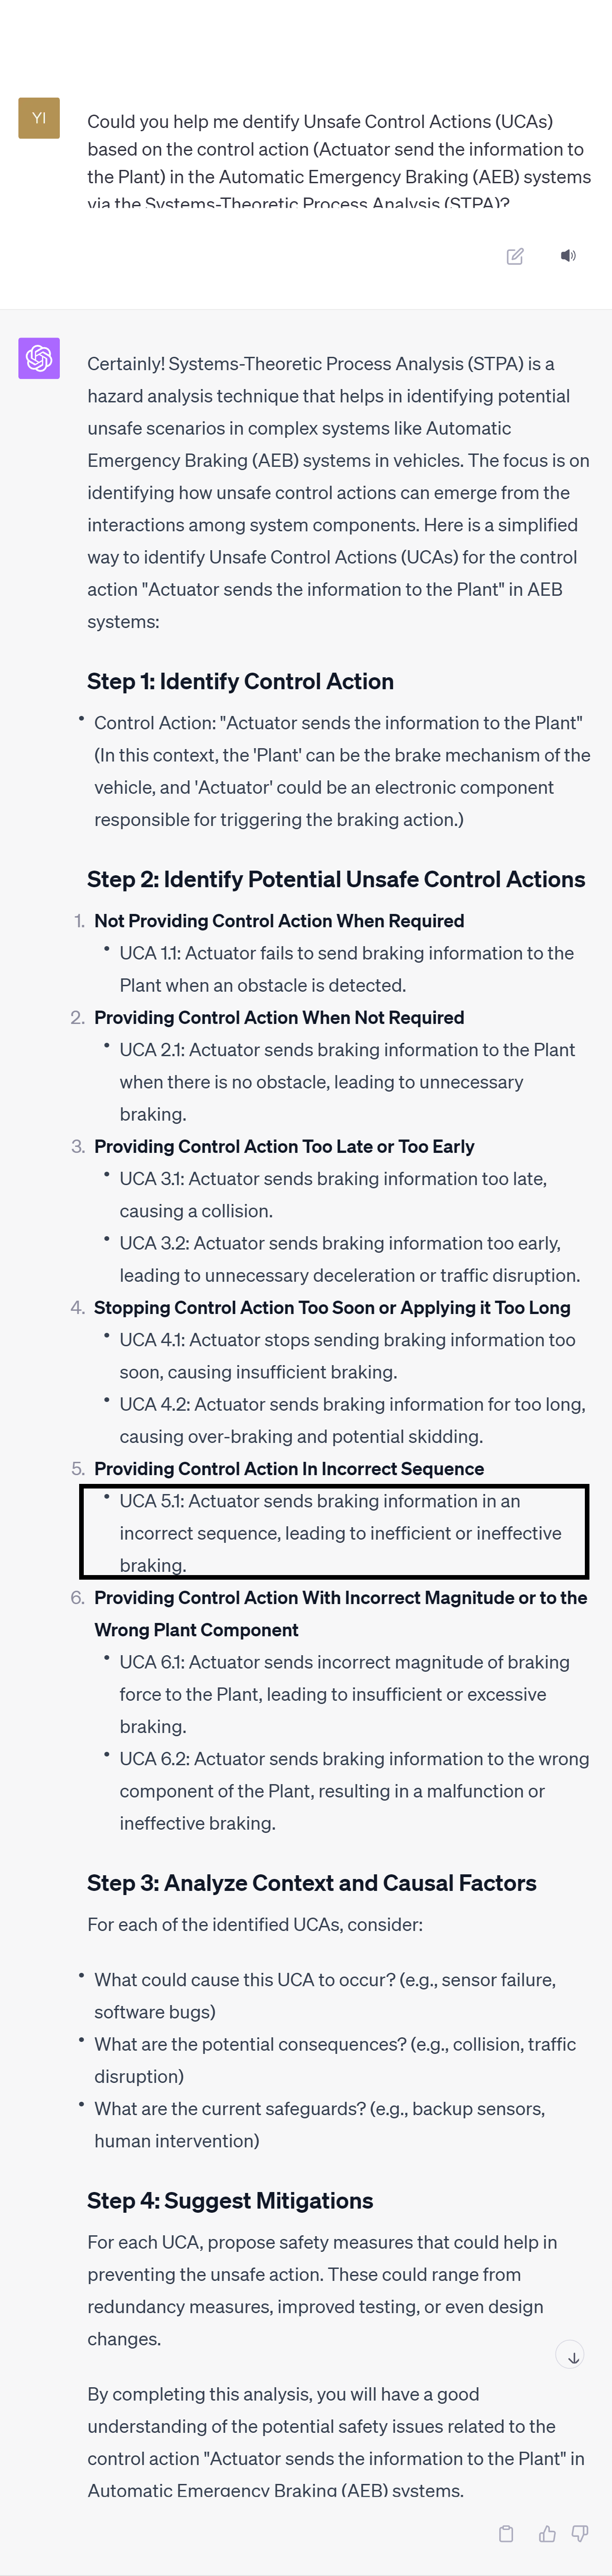 YI
Could you help me dentify Unsafe Control Actions (UCAs)
based on the control action (Actuator send the information to
the Plant) in the Automatic Emergency Braking (AEB) systems
via the Systems-Theoretic Process Analysis (STPA)?
Certainly! Systems-Theoretic Process Analysis (STPA) is a
hazard analysis technique that helps in identifying potential
unsafe scenarios in complex systems like Automatic
Emergency Braking (AEB) systems in vehicles. The focus is on
identifying how unsafe control actions can emerge from the
interactions among system components. Here is a simplified
way to identify Unsafe Control Actions (UCAs) for the control
action "Actuator sends the information to the Plant" in AEB
systems:
Step 1: Identify Control Action
• Control Action: "Actuator sends the information to the Plant"
(In this context, the 'Plant' can be the brake mechanism of the
vehicle, and 'Actuator' could be an electronic component
responsible for triggering the braking action.)
Step 2: Identify Potential Unsafe Control Actions
1. Not Providing Control Action When Required
• UCA 1.1: Actuator fails to send braking information to the
Plant when an obstacle is detected.
2. Providing Control Action When Not Required
• UCA 2.1: Actuator sends braking information to the Plant
when there is no obstacle, leading to unnecessary
braking.
3. Providing Control Action Too Late or Too Early
• UCA 3.1: Actuator sends braking information too late,
causing a collision.
• UCA 3.2: Actuator sends braking information too early,
leading to unnecessary deceleration or traffic disruption.
4. Stopping Control Action Too Soon or Applying it Too Long
• UCA 4.1: Actuator stops sending braking information too
soon, causing insufficient braking.
• UCA 4.2: Actuator sends braking information for too long,
causing over-braking and potential skidding.
5. Providing Control Action In Incorrect Sequence
• UCA 5.1: Actuator sends braking information in an
incorrect sequence, leading to inefficient or ineffective
braking.
6. Providing Control Action With Incorrect Magnitude or to the
Wrong Plant Component
• UCA 6.1: Actuator sends incorrect magnitude of braking
force to the Plant, leading to insufficient or excessive
braking.
• UCA 6.2: Actuator sends braking information to the wrong
component of the Plant, resulting in a malfunction or
ineffective braking.
Step 3: Analyze Context and Causal Factors
For each of the identified UCAs, consider:
• What could cause this UCA to occur? (e.g., sensor failure,
software bugs)
• What are the potential consequences? (e.g., collision, traffic
disruption)
• What are the current safeguards? (e.g., backup sensors,
human intervention)
Step 4: Suggest Mitigations
For each UCA, propose safety measures that could help in
preventing the unsafe action. These could range from
redundancy measures, improved testing, or even design
changes.
By completing this analysis, you will have a good
understanding of the potential safety issues related to the
control action "Actuator sends the information to the Plant" in
Automatic Emergency Braking (AEB) systems.